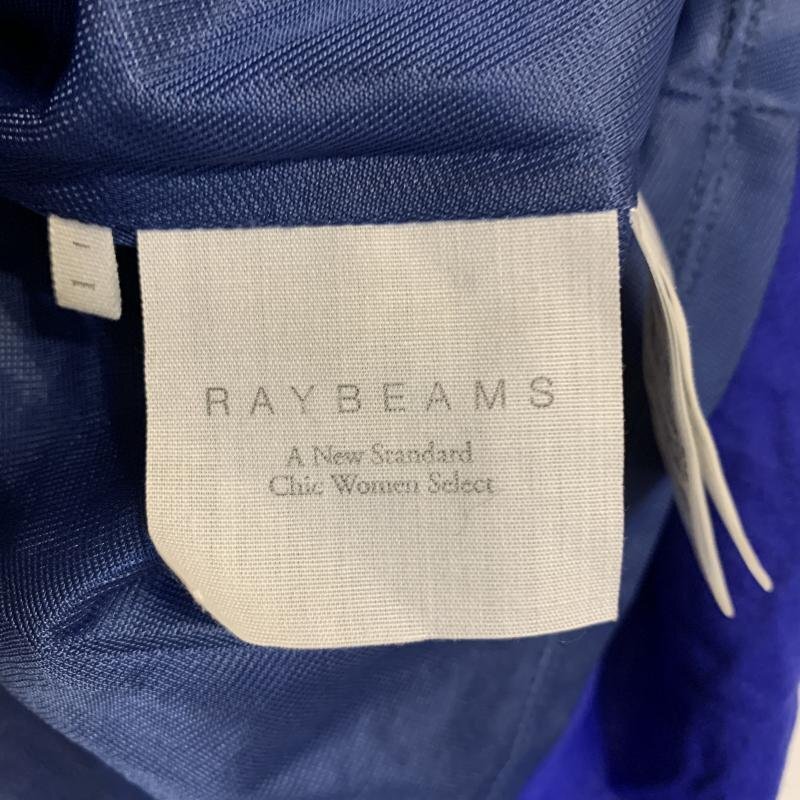 RAYBEAMS
A New Standard
Chic Women Select